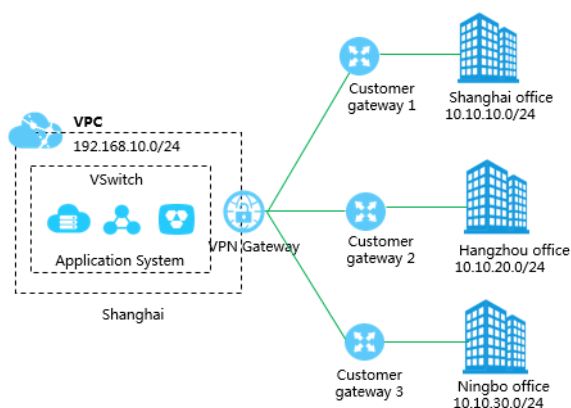 VPC
192.168.10.0/24
VSwitch
Application System
Shanghai
VPN Gateway
Customer
gateway 1
Shanghai office
10.10.10.0/24
Customer
gateway 2
Hangzhou office
10.10.20.0/24
Customer
gateway 3
Ningbo office
10.10.30.0/24